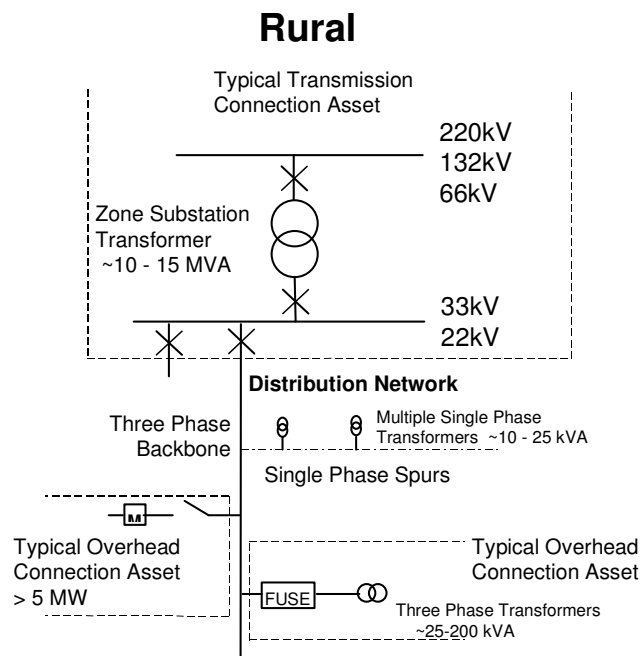 Rural
Typical Transmission
Connection Asset
220kV
132kV
66kV
Zone Substation
Transformer
~10 - 15 MVA
33kV
22kV
Distribution Network
Three Phase
Backbone
Multiple Single Phase
Transformers ~10 - 25 kVA
Single Phase Spurs
M
Typical Overhead
Connection Asset
> 5 MW
Typical Overhead
Connection Asset
FUSE
Three Phase Transformers
~25-200 kVA